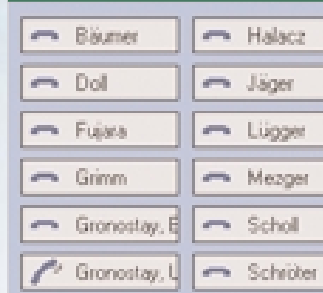 Bäumer
Halacz
Doll
Jäger
Fujara
Lügger
Grimm
Mezger
Gronostay, E
Scholl
Gronostay, U
Schröter